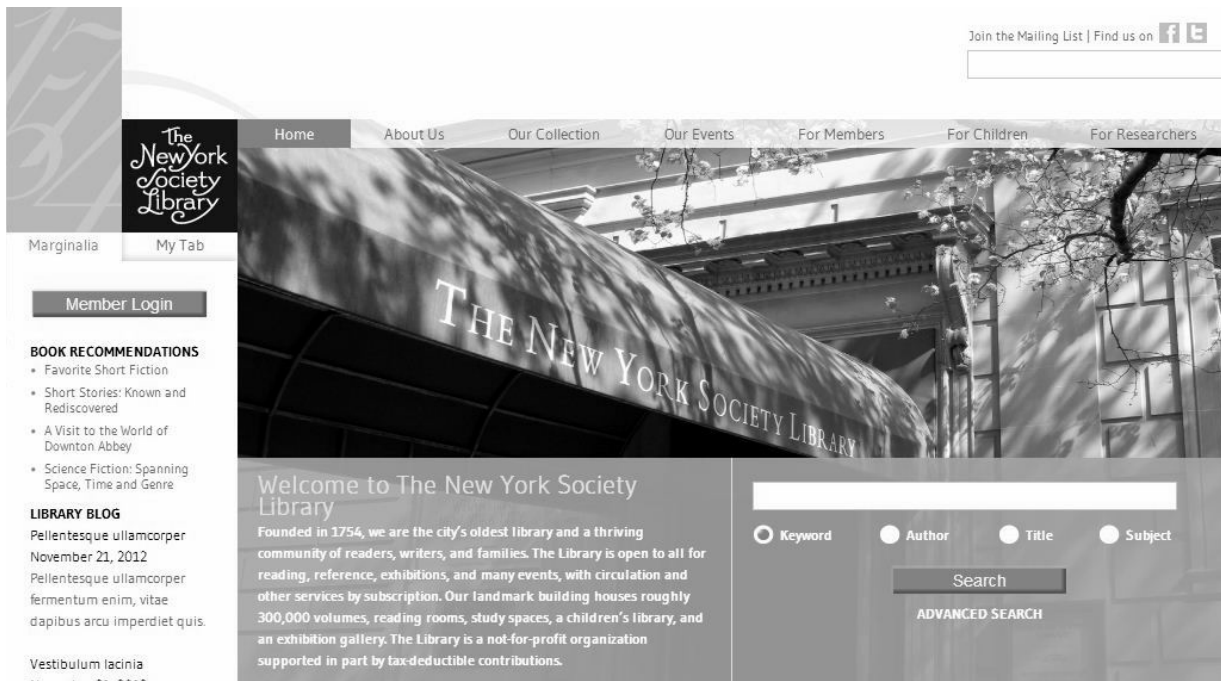 1754
Join the Mailing List | Find us on f t
The
New York
Society
Library
Home About Us Our Collection Our Events For Members For Children For Researchers
Marginalia My Tab
Member Login
BOOK RECOMMENDATIONS
• Favorite Short Fiction
• Short Stories: Known and
Rediscovered
• A Visit to the World of
Downton Abbey
• Science Fiction: Spanning
Space, Time and Genre
LIBRARY BLOG
Pellentesque ullamcorper
November 21, 2012
Pellentesque ullamcorper
fermentum enim, vitae
dapibus arcu imperdiet quis.
Vestibulum lacinia
THE NEW YORK SOCIETY LIBRARY
Welcome to The New York Society
Library
Founded in 1754, we are the city's oldest library and a thriving
community of readers, writers, and families. The Library is open to all for
reading, reference, exhibitions, and many events, with circulation and
other services by subscription. Our landmark building houses roughly
300,000 volumes, reading rooms, study spaces, a children's library, and
an exhibition gallery. The Library is a not-for-profit organization
supported in part by tax-deductible contributions.
Keyword Author Title Subject
Search
ADVANCED SEARCH